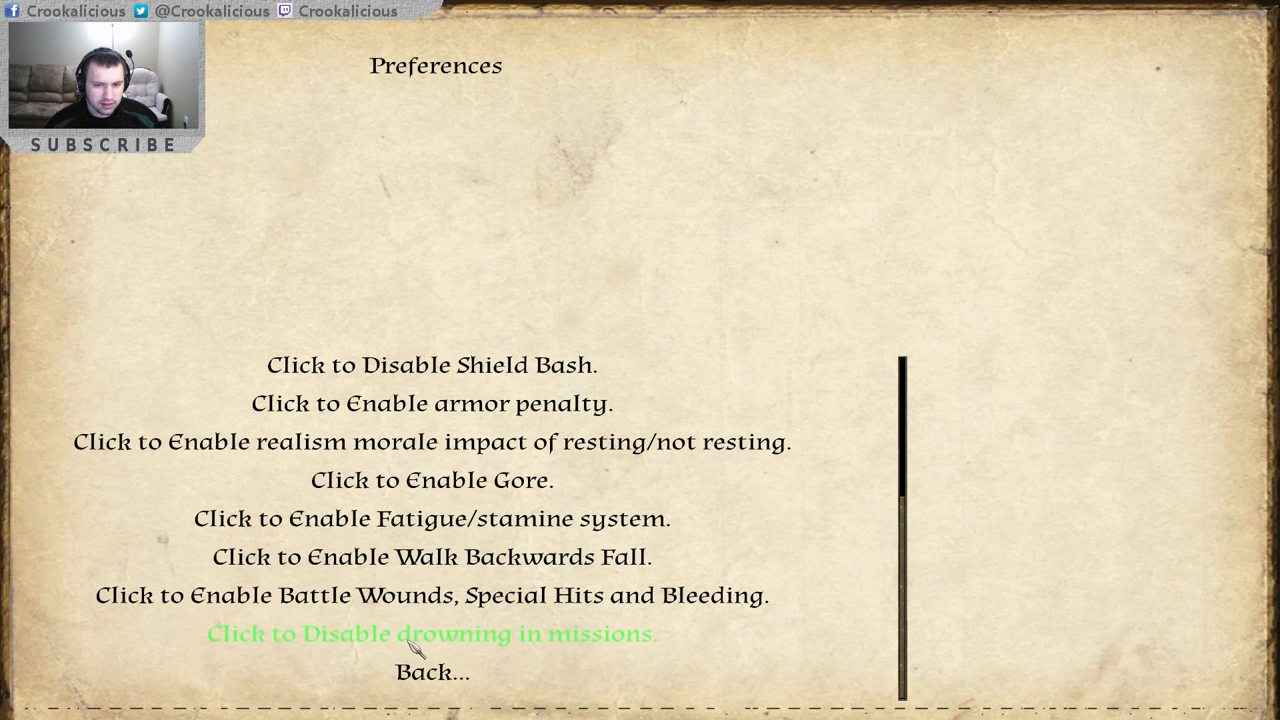 Crookalicious @Crookalicious Crookalicious
SUBSCRIBE
Preferences
Click to Disable Shield Bash.
Click to Enable armor penalty.
Click to Enable realism morale impact of resting/not resting.
Click to Enable Gore.
Click to Enable Fatigue/stamine system.
Click to Enable Walk Backwards Fall.
Click to Enable Battle Wounds, Special Hits and Bleeding.
Click to Disable drowning in missions.
Back...